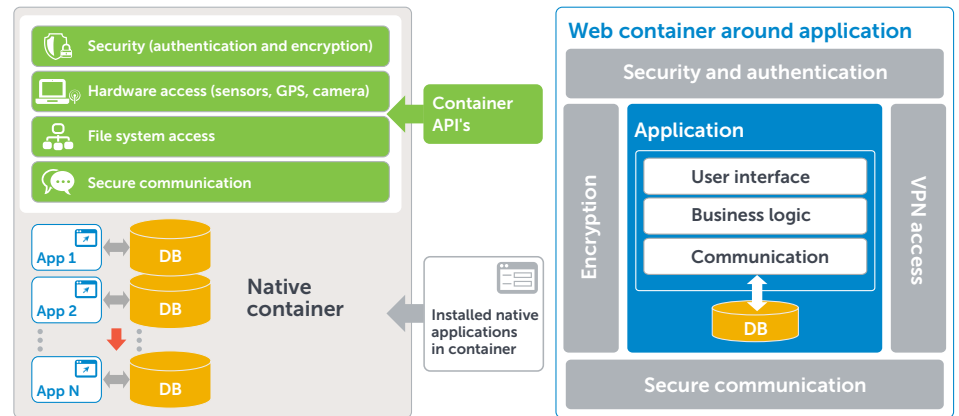 Security (authentication and encryption)
Hardware access (sensors, GPS, camera)
File system access
Secure communication
Container
API's
App 1
DB
App 2
DB
App N
DB
Native
container
Installed native
applications
in container
Web container around application
Security and authentication
Encryption
Application
User interface
Business logic
Communication
DB
VPN access
Secure communication